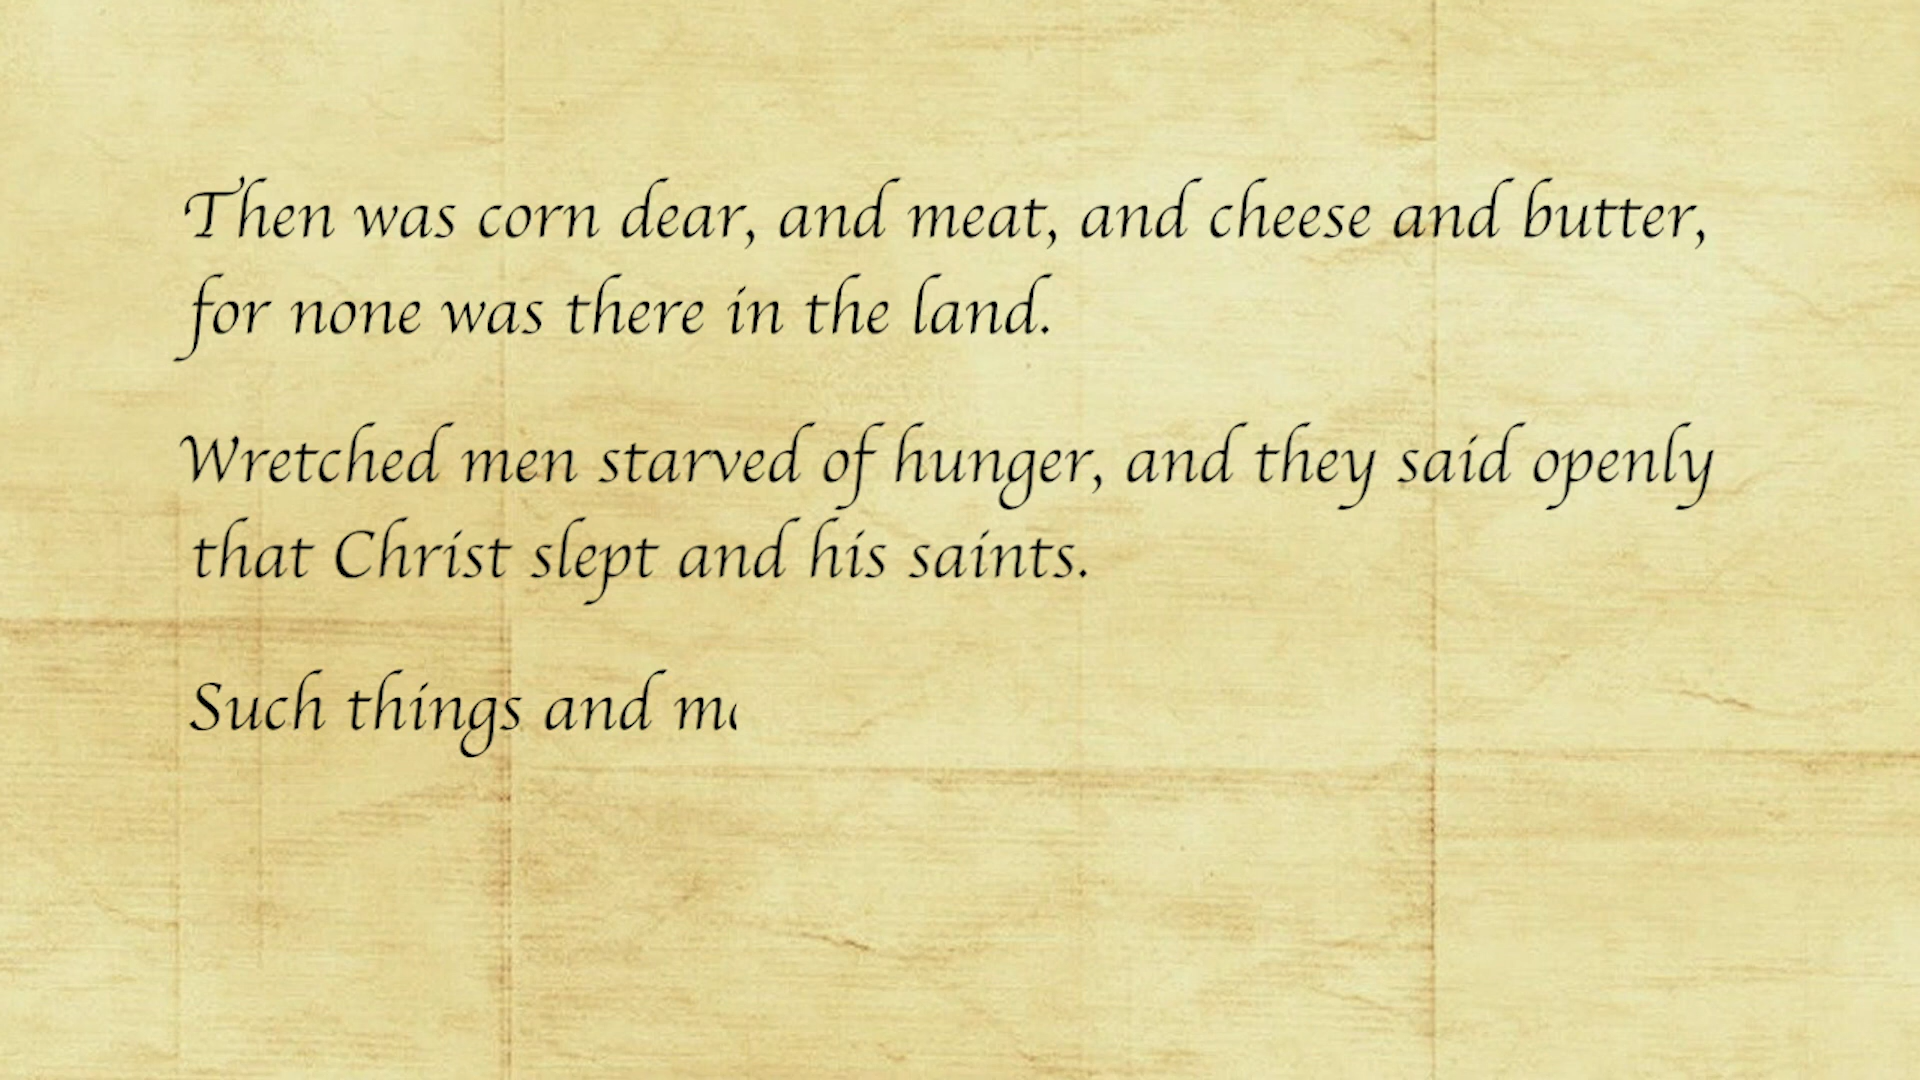 Then was corn dear, and meat, and cheese and butter,
for none was there in the land.
Wretched men starved of hunger, and they said openly
that Christ slept and his saints.
Such things and